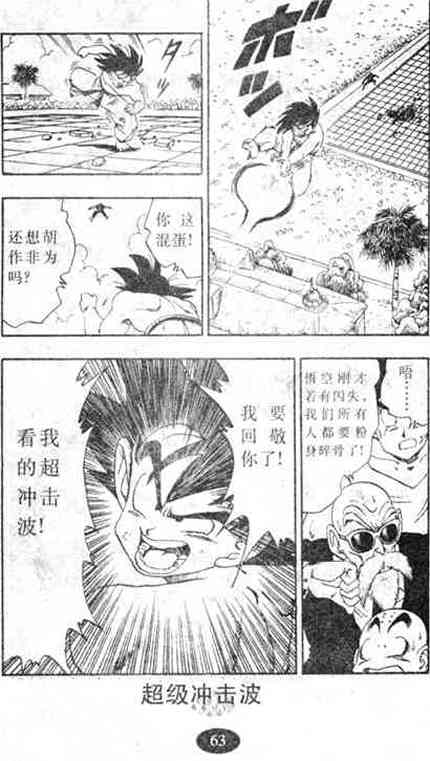 ボッ
タッ
你这
混蛋!
还想胡
作非为
吗?
唔……
悟空刚才
若有闪失,
我们所有
人都要粉
身碎骨了!
我要
回敬
你了!
看我
的超
冲击
波!
超级冲击波
63